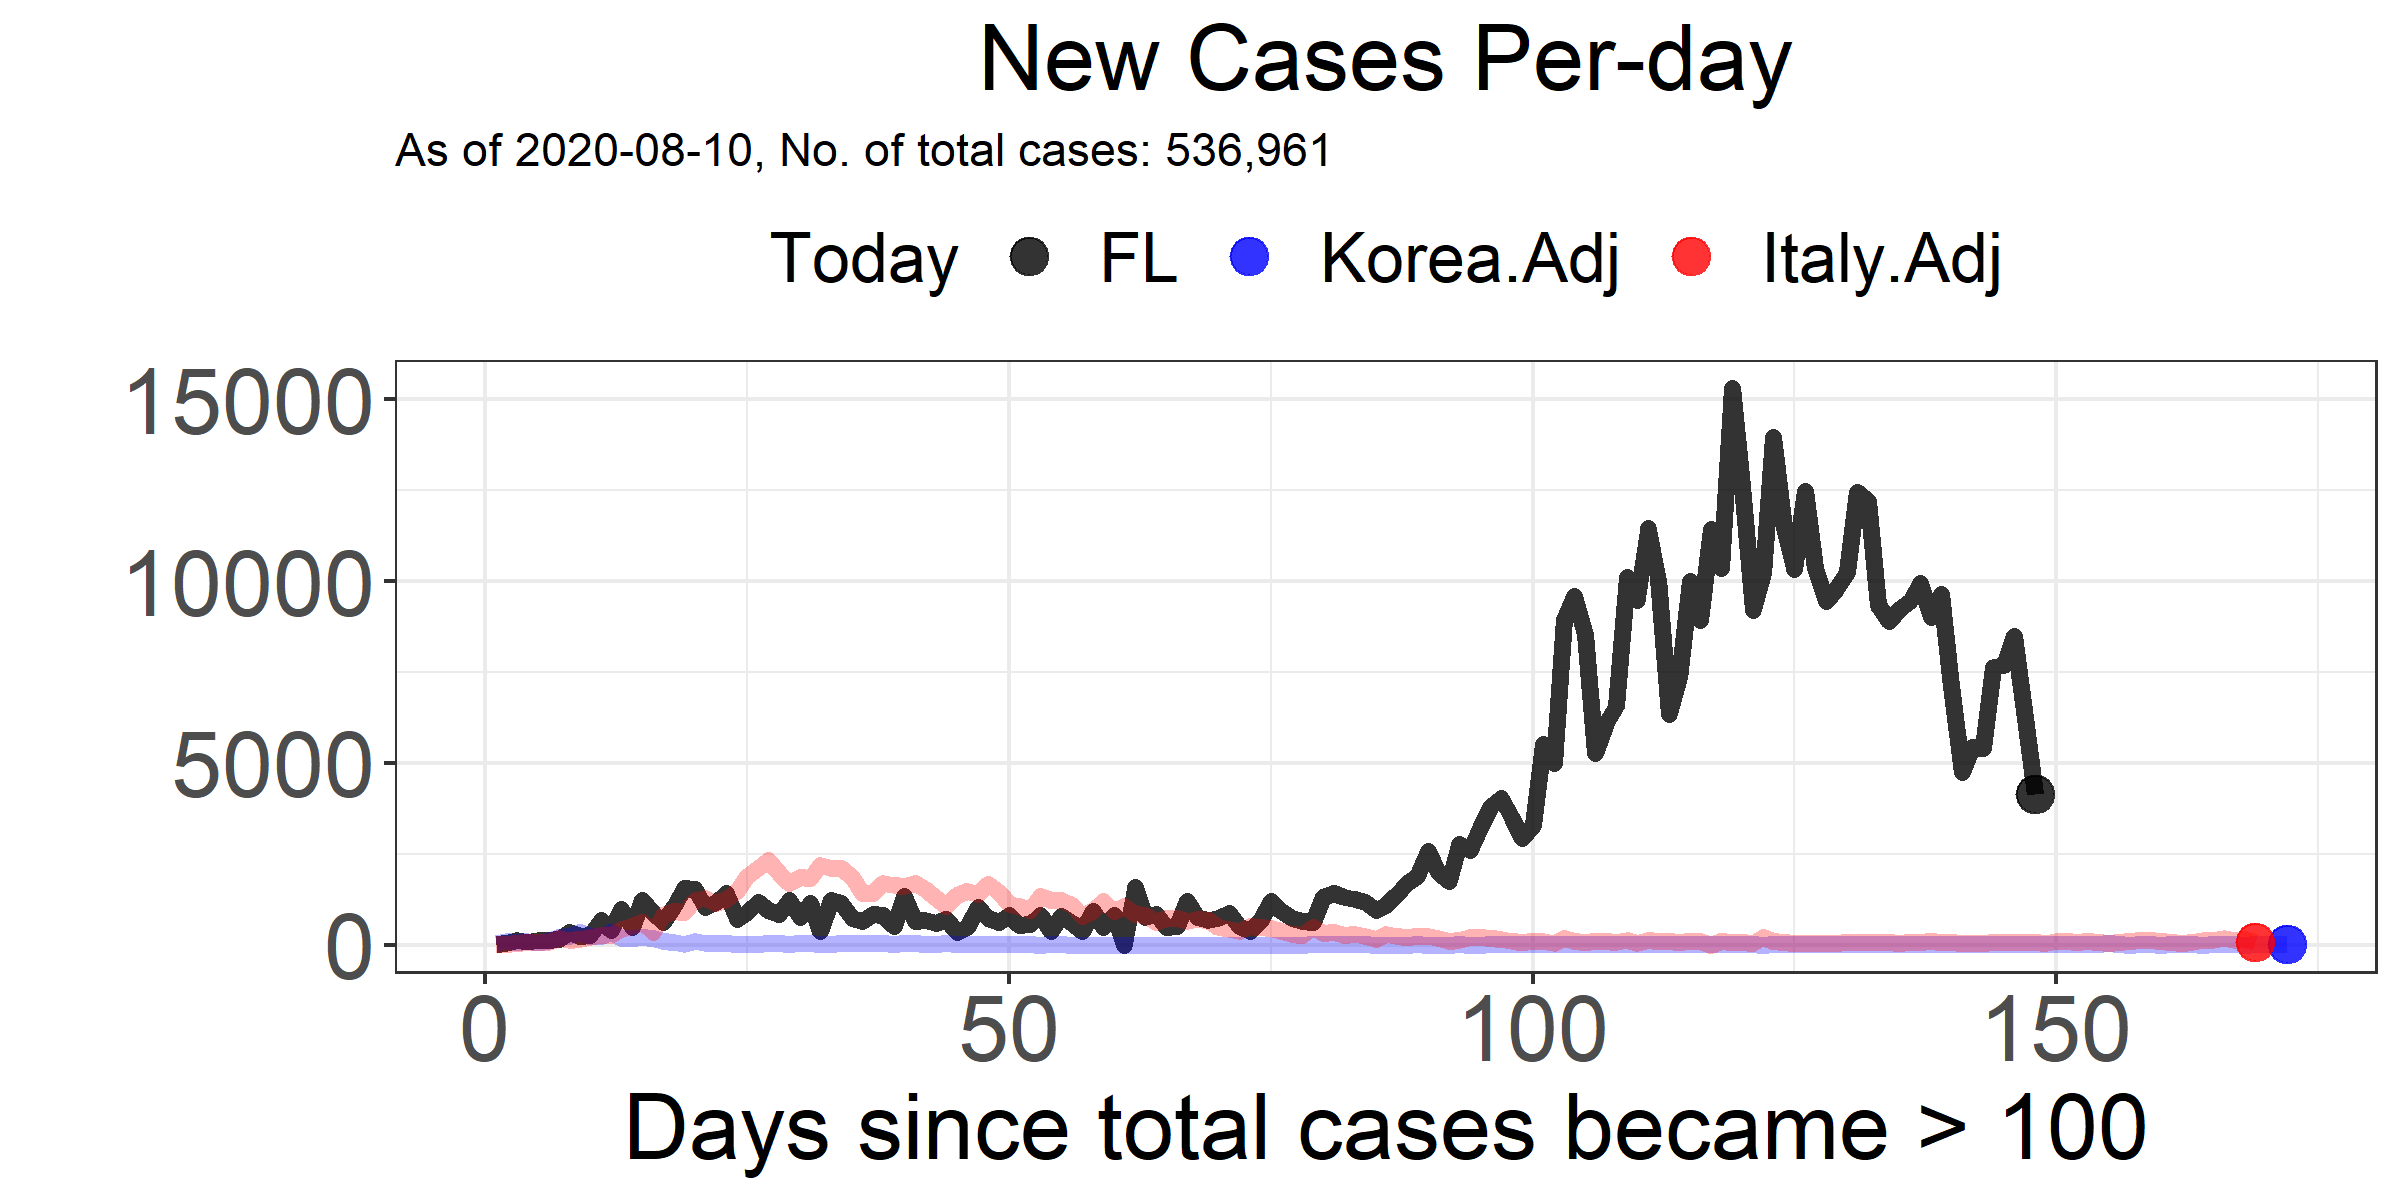 New Cases Per-day
As of 2020-08-10, No. of total cases: 536,961
Today FL Korea.Adj Italy.Adj
15000
10000
5000
0
0 50 100 150
Days since total cases became > 100